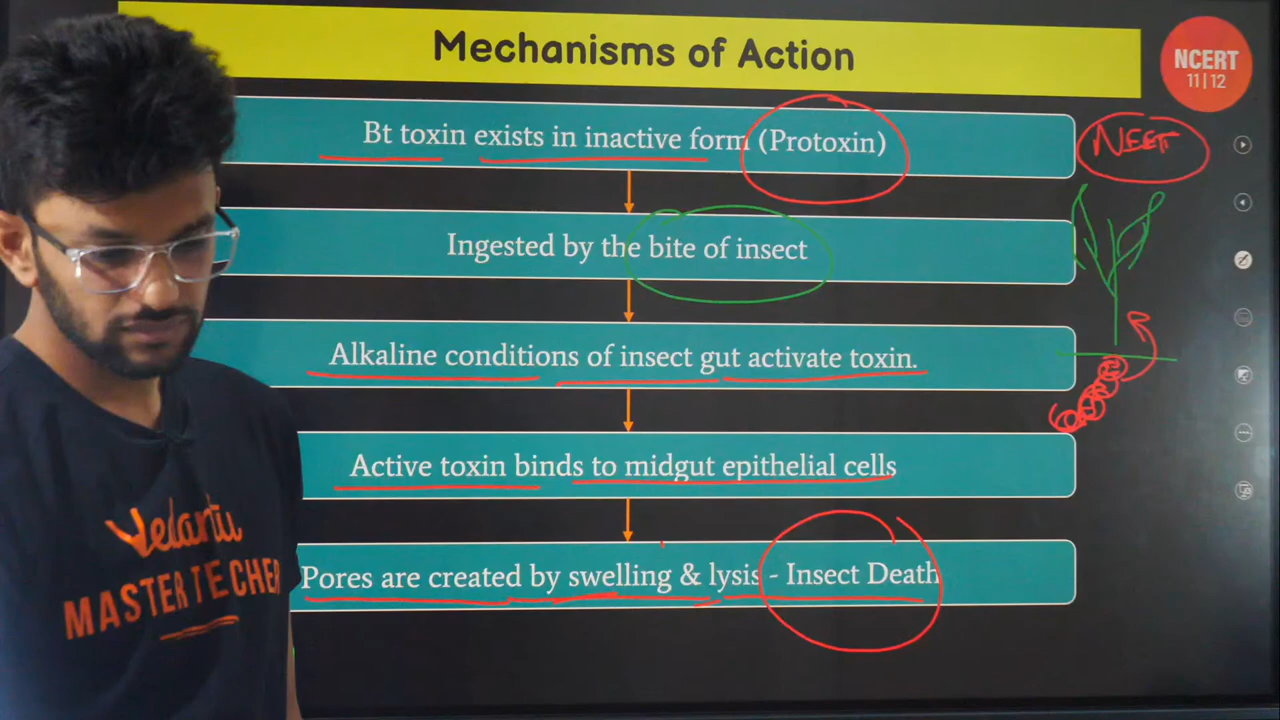 Mechanisms of Action
NCERT
11|12
Bt toxin exists in inactive form (Protoxin)
NEET
Ingested by the bite of insect
Alkaline conditions of insect gut activate toxin.
Active toxin binds to midgut epithelial cells
Pores are created by swelling & lysis - Insect Death
Vedantu
MASTER TEACHER